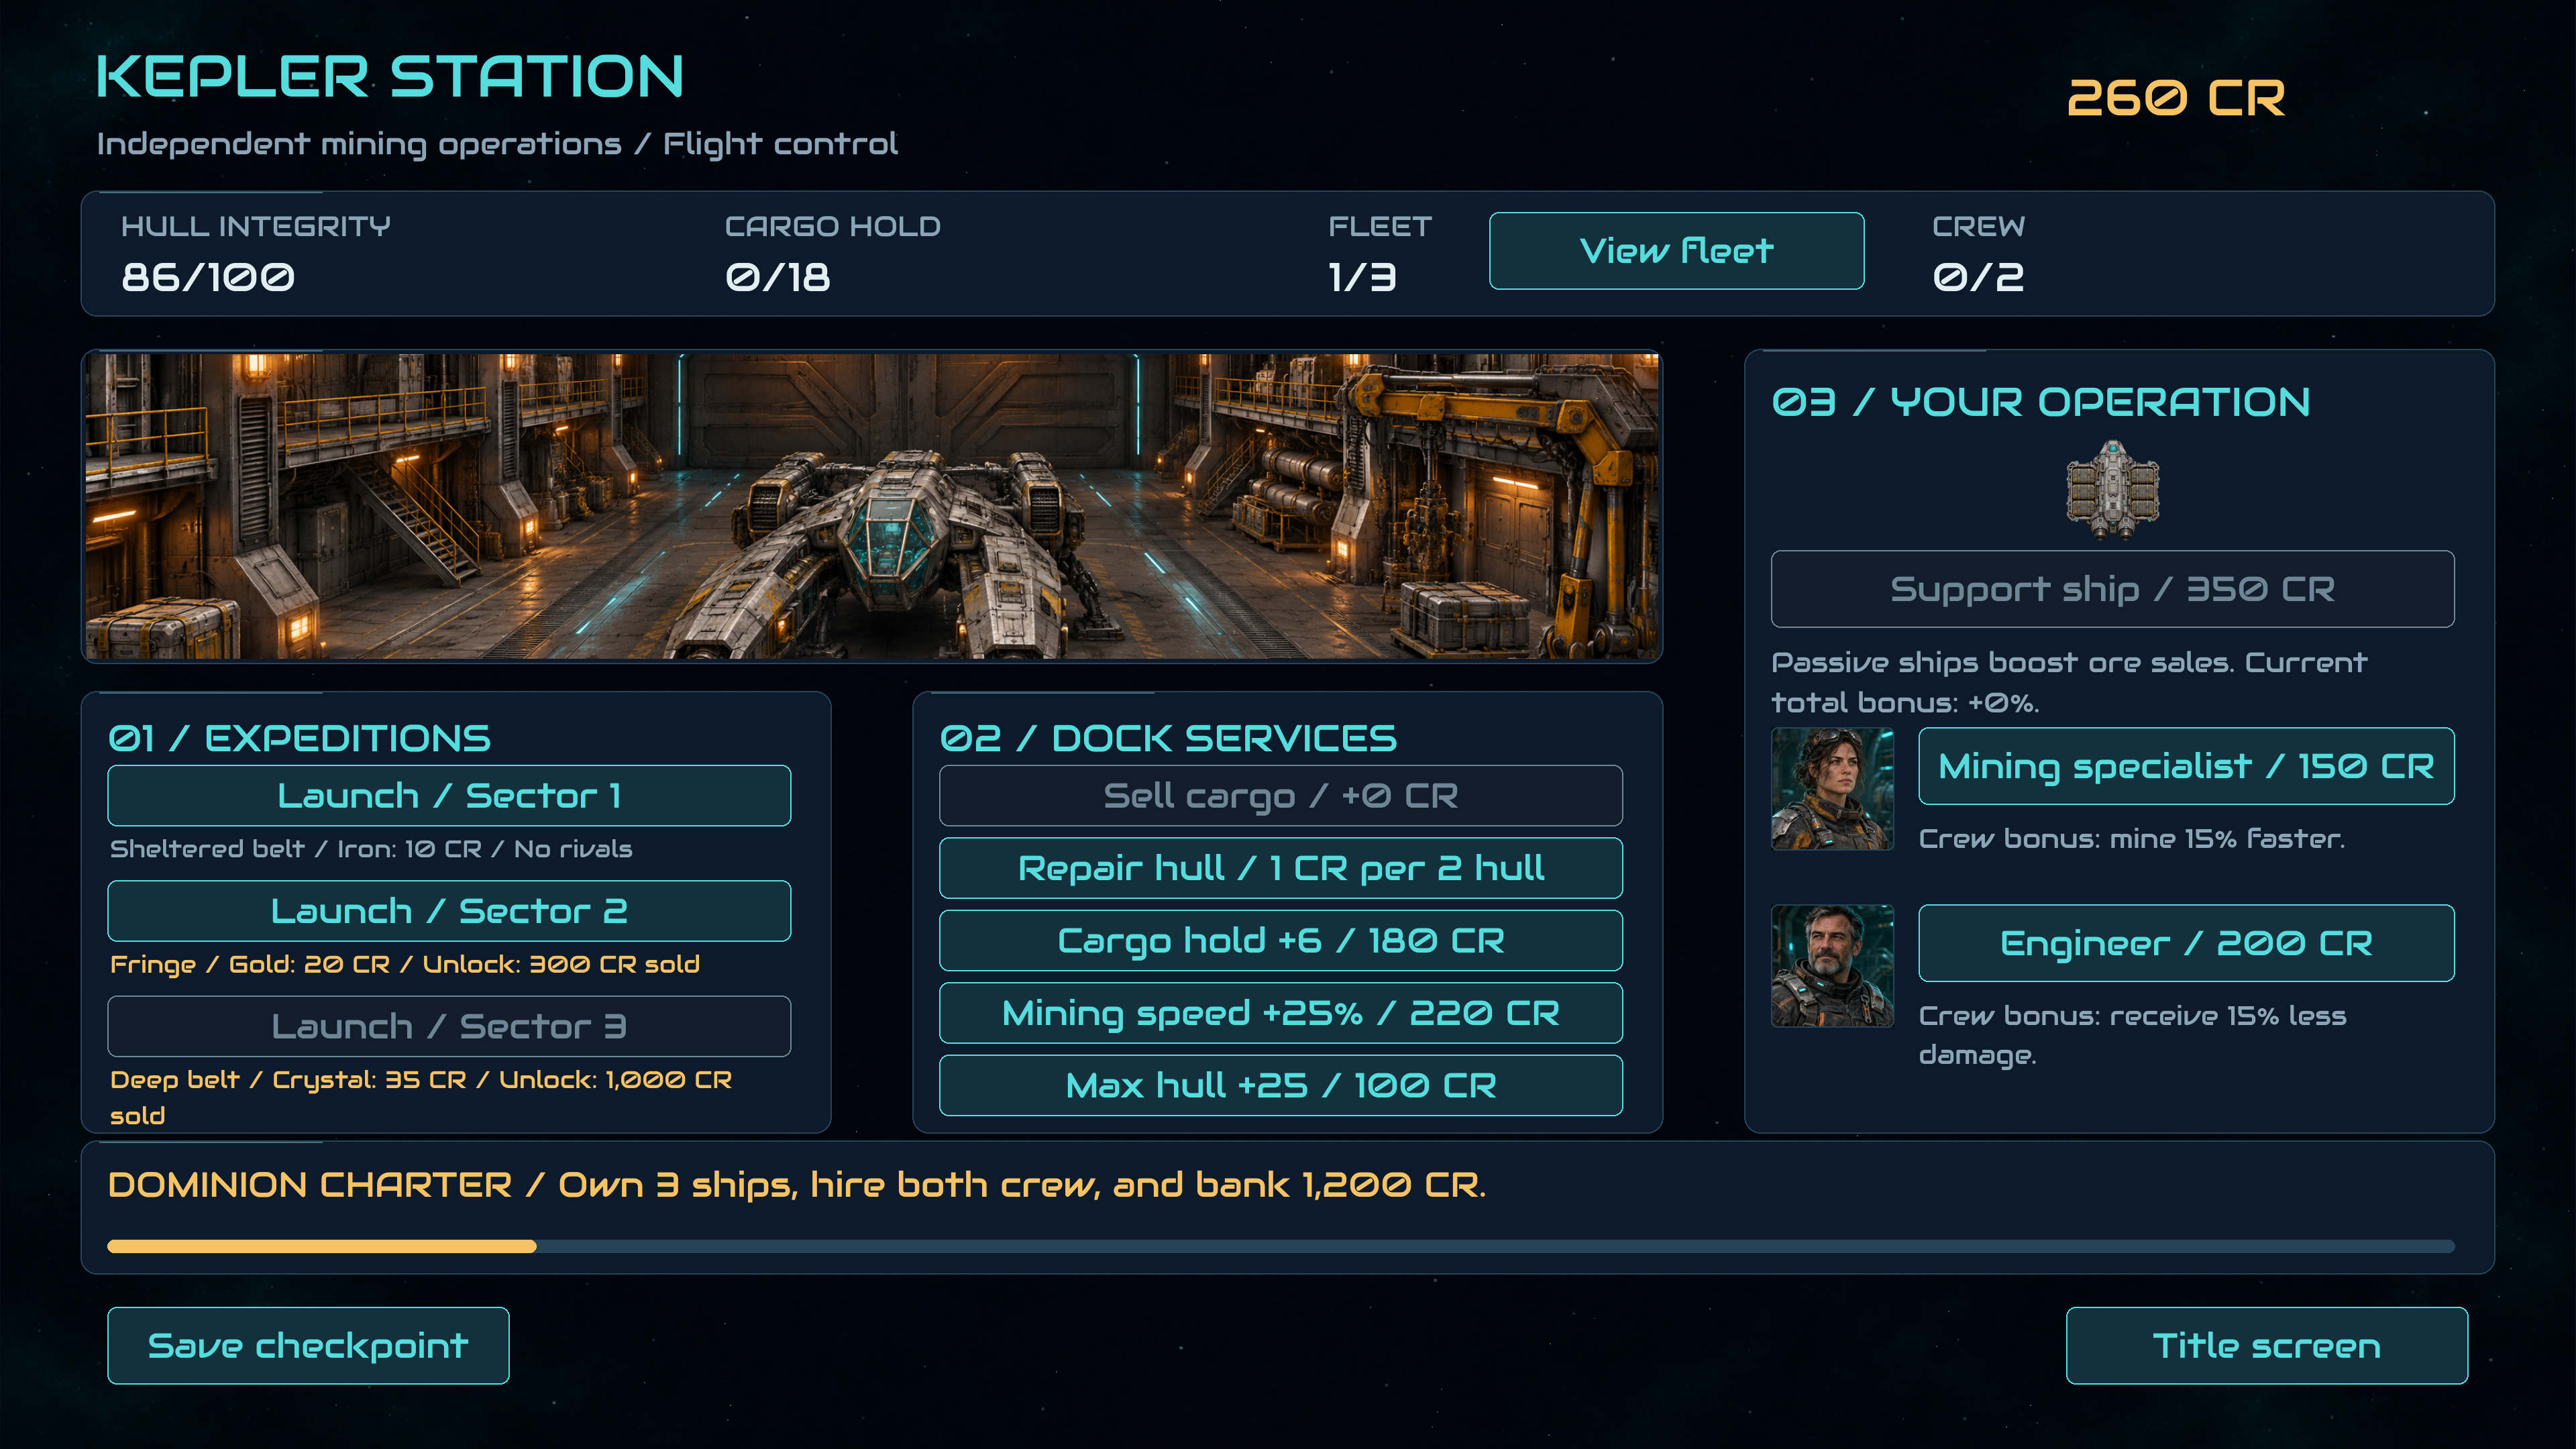 KEPLER STATION
Independent mining operations / Flight control
260 CR
HULL INTEGRITY
86/100
CARGO HOLD
0/18
FLEET
1/3
View fleet
CREW
0/2
03 / YOUR OPERATION
Support ship / 350 CR
Passive ships boost ore sales. Current
total bonus: +0%.
Mining specialist / 150 CR
Crew bonus: mine 15% faster.
Engineer / 200 CR
Crew bonus: receive 15% less
damage.
01 / EXPEDITIONS
Launch / Sector 1
Sheltered belt / Iron: 10 CR / No rivals
Launch / Sector 2
Fringe / Gold: 20 CR / Unlock: 300 CR sold
Launch / Sector 3
Deep belt / Crystal: 35 CR / Unlock: 1,000 CR
sold
02 / DOCK SERVICES
Sell cargo / +0 CR
Repair hull / 1 CR per 2 hull
Cargo hold +6 / 180 CR
Mining speed +25% / 220 CR
Max hull +25 / 100 CR
DOMINION CHARTER / Own 3 ships, hire both crew, and bank 1,200 CR.
Save checkpoint
Title screen